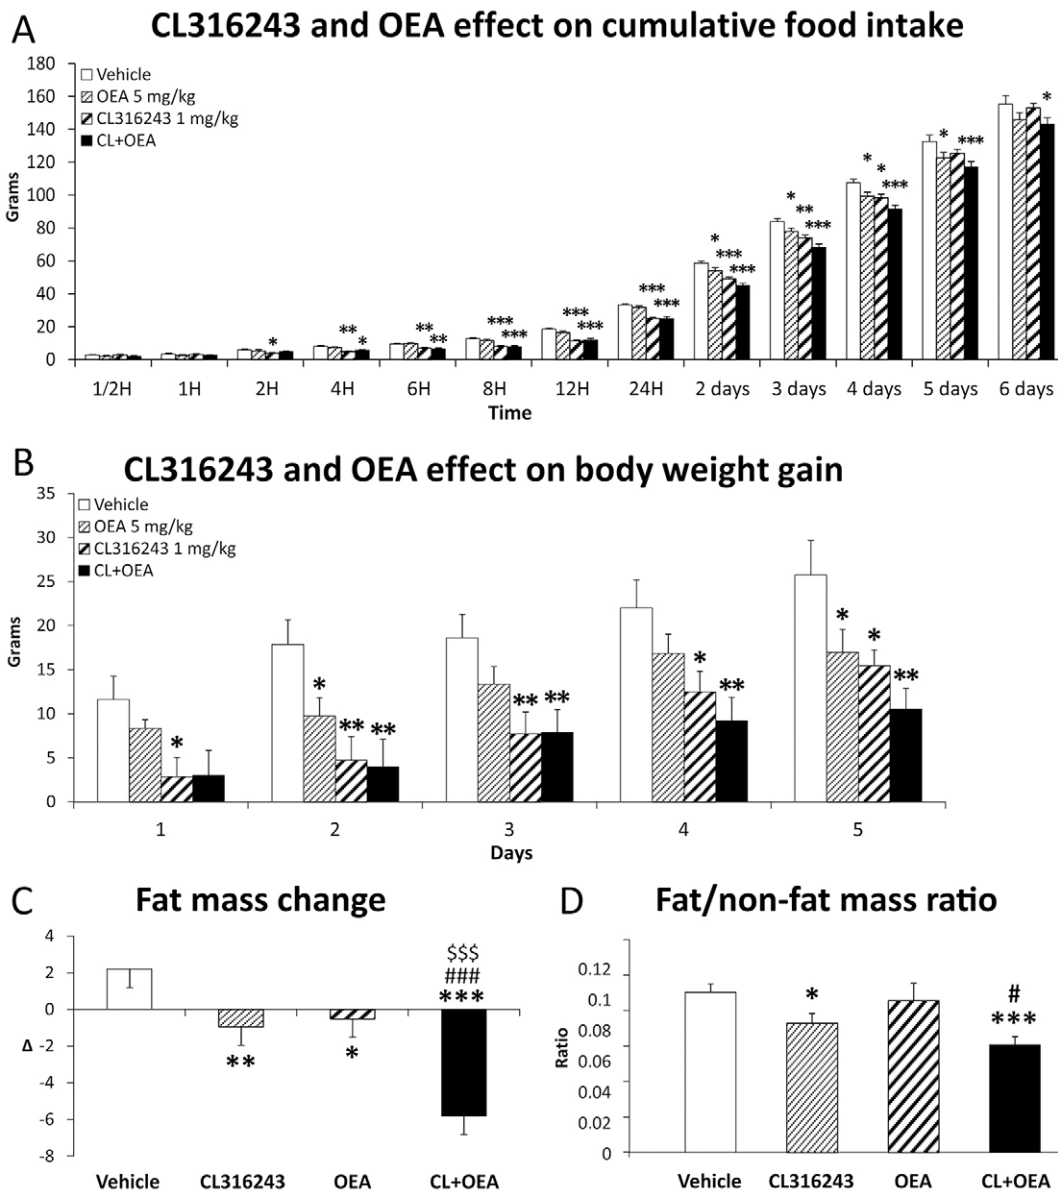 A
CL316243 and OEA effect on cumulative food intake
180
160
140
120
100
80
60
40
20
0
Grams
Vehicle
OEA 5 mg/kg
CL316243 1 mg/kg
CL+OEA
*
** *
** **
*** ***
*** ***
*** ***
* *** ***
* ** ***
* * ***
* ***
*
1/2H 1H 2H 4H 6H 8H 12H 24H 2 days 3 days 4 days 5 days 6 days
Time
B
CL316243 and OEA effect on body weight gain
35
30
25
20
15
10
5
0
Grams
Vehicle
OEA 5 mg/kg
CL316243 1 mg/kg
CL+OEA
*
* ** **
** **
* **
* * **
1 2 3 4 5
Days
C
Fat mass change
4
2
0
-2
-4
-6
-8
Δ
**
*
$$$
###
***
Vehicle CL316243 OEA CL+OEA
D
Fat/non-fat mass ratio
0.12
0.1
0.08
0.06
0.04
0.02
0
Ratio
*
#
***
Vehicle CL316243 OEA CL+OEA